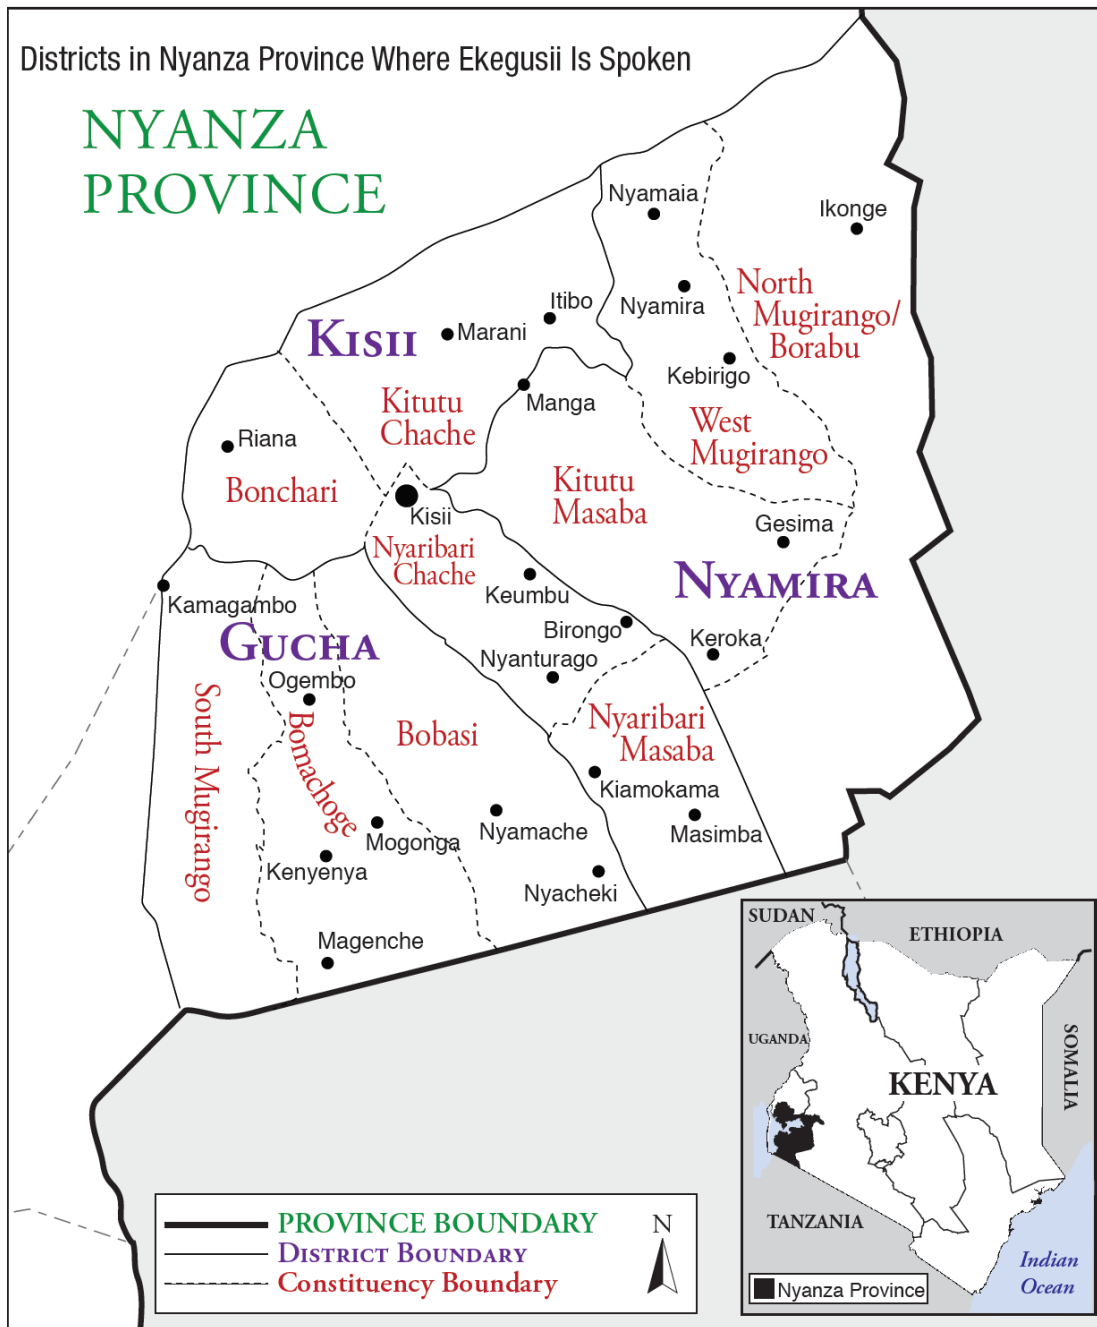 Districts in Nyanza Province Where Ekegusii Is Spoken
NYANZA
PROVINCE
Nyamaia
Ikonge
Nyamira
North
Mugirango/
Borabu
Itibo
KISII
Marani
Kebirigo
Manga
Kitutu
Chache
West
Mugirango
Riana
Bonchari
Kitutu
Masaba
Kisii
Gesima
Nyaribari
Chache
Keumbu
NYAMIRA
Kamagambo
Birongo
GUCHA
Keroka
Nyanturago
Ogembo
South Mugirango
Bomachoge
Bobasi
Nyaribari
Masaba
Kiamokama
Nyamache
Masimba
Mogonga
Kenyenya
Nyacheki
Magenche
SUDAN
ETHIOPIA
UGANDA
SOMALIA
KENYA
TANZANIA
Indian
Ocean
Nyanza Province
PROVINCE BOUNDARY
DISTRICT BOUNDARY
Constituency Boundary
N